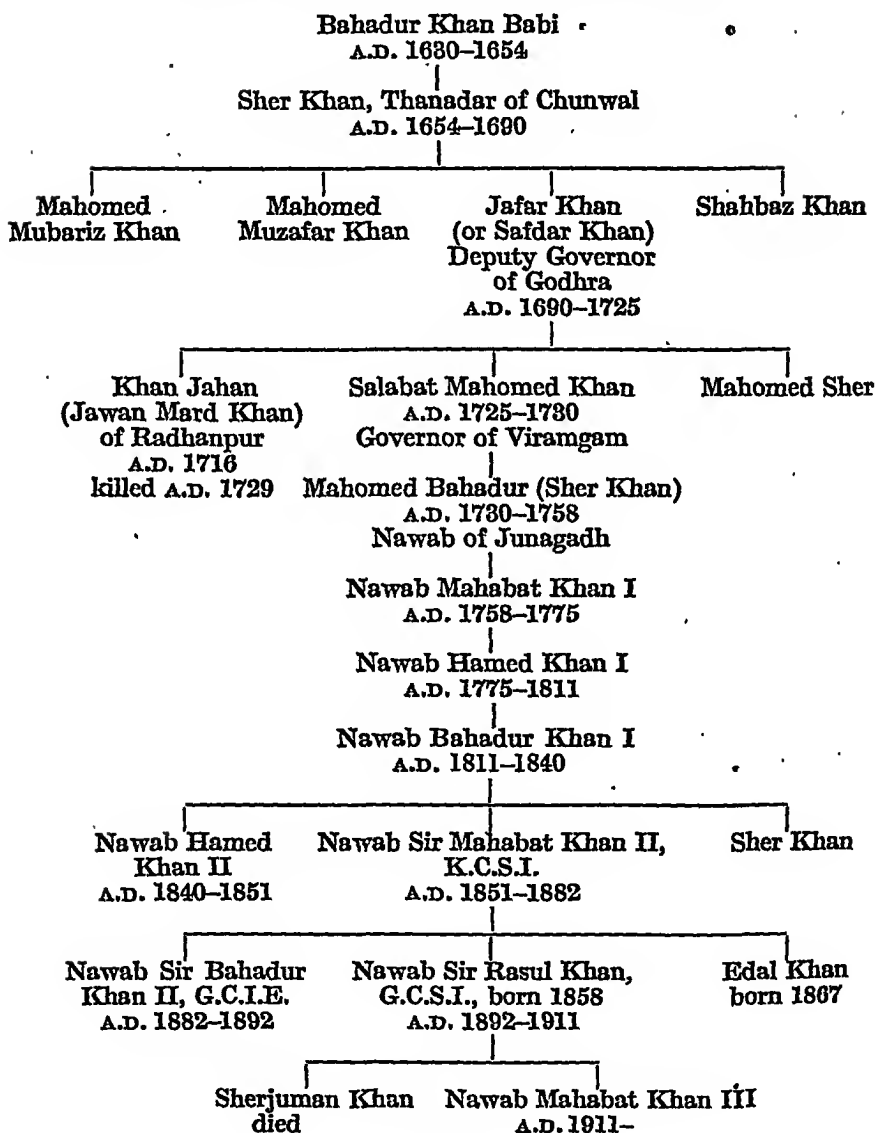 Bahadur Khan Babi
A.D. 1630–1654
Sher Khan, Thanadar of Chunwal
A.D. 1654–1690
Mahomed Mubariz Khan
Mahomed Muzafar Khan
Jafar Khan
(or Safdar Khan)
Deputy Governor
of Godhra
A.D. 1690–1725
Shahbaz Khan
Khan Jahan
(Jawan Mard Khan)
of Radhanpur
A.D. 1716
killed A.D. 1729
Salabat Mahomed Khan
A.D. 1725–1730
Governor of Viramgam
Mahomed Sher
Mahomed Bahadur (Sher Khan)
A.D. 1730–1758
Nawab of Junagadh
Nawab Mahabat Khan I
A.D. 1758–1775
Nawab Hamed Khan I
A.D. 1775–1811
Nawab Bahadur Khan I
A.D. 1811–1840
Nawab Hamed
Khan II
A.D. 1840–1851
Nawab Sir Mahabat Khan II,
K.C.S.I.
A.D. 1851–1882
Sher Khan
Nawab Sir Bahadur
Khan II, G.C.I.E.
A.D. 1882–1892
Nawab Sir Rasul Khan,
G.C.S.I., born 1858
A.D. 1892–1911
Edal Khan
born 1867
Sherjuman Khan
died
Nawab Mahabat Khan III
A.D. 1911–